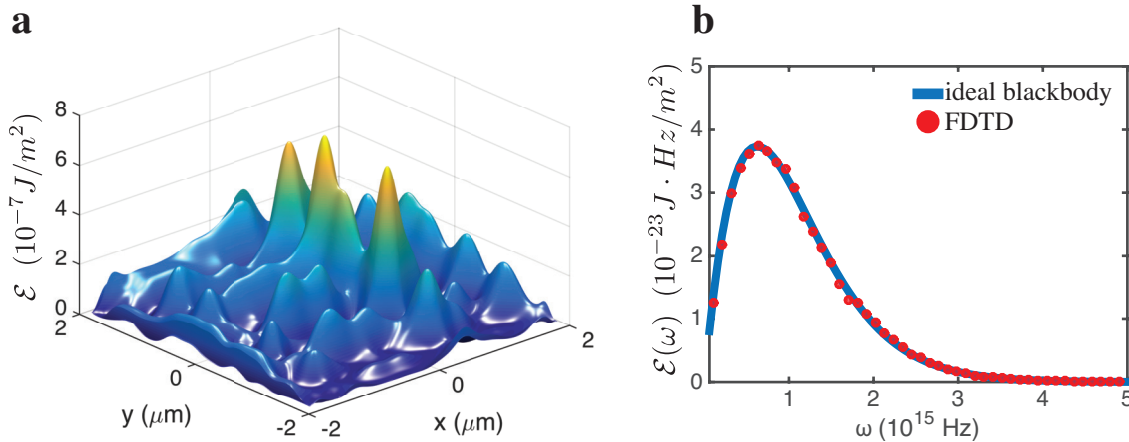 a
ℰ (10⁻⁷ J/m²)
8
6
4
2
0
2
0
-2
y (μm)
-2
0
2
x (μm)
b
ℰ(ω) (10⁻²³ J · Hz/m²)
5
4
3
2
1
0
ideal blackbody
FDTD
1
2
3
4
5
ω (10¹⁵ Hz)